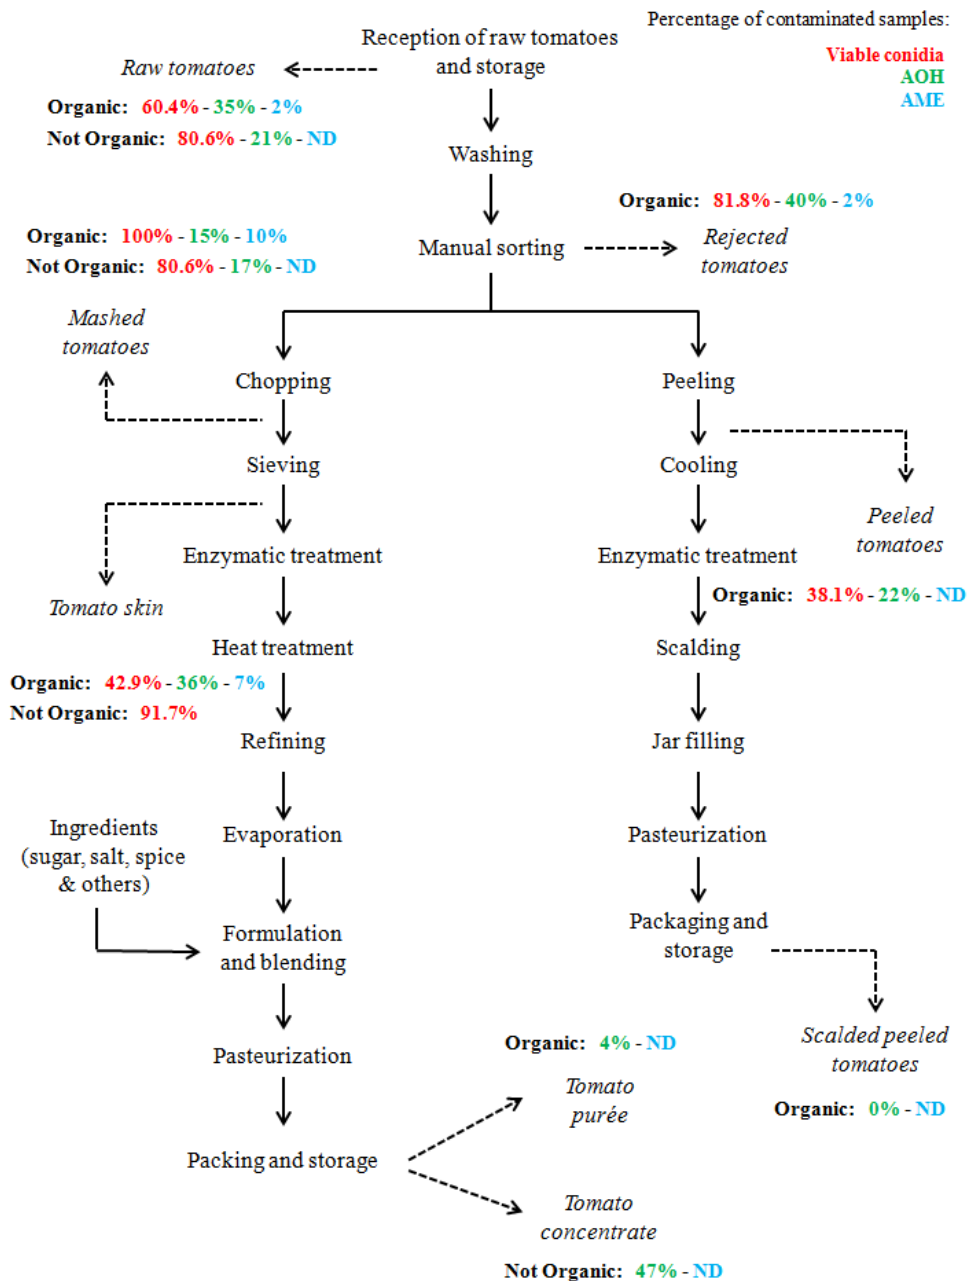 Percentage of contaminated samples:
Viable conidia
AOH
AME
Reception of raw tomatoes
and storage
Raw tomatoes
Organic: 60.4% - 35% - 2%
Not Organic: 80.6% - 21% - ND
Washing
Organic: 81.8% - 40% - 2%
Organic: 100% - 15% - 10%
Not Organic: 80.6% - 17% - ND
Manual sorting
Rejected
tomatoes
Mashed
tomatoes
Chopping
Peeling
Sieving
Cooling
Peeled
tomatoes
Enzymatic treatment
Enzymatic treatment
Organic: 38.1% - 22% - ND
Tomato skin
Heat treatment
Scalding
Organic: 42.9% - 36% - 7%
Not Organic: 91.7%
Refining
Jar filling
Ingredients
(sugar, salt, spice
& others)
Evaporation
Pasteurization
Formulation
and blending
Packaging and
storage
Pasteurization
Organic: 4% - ND
Tomato
purée
Scalded peeled
tomatoes
Organic: 0% - ND
Packing and storage
Tomato
concentrate
Not Organic: 47% - ND